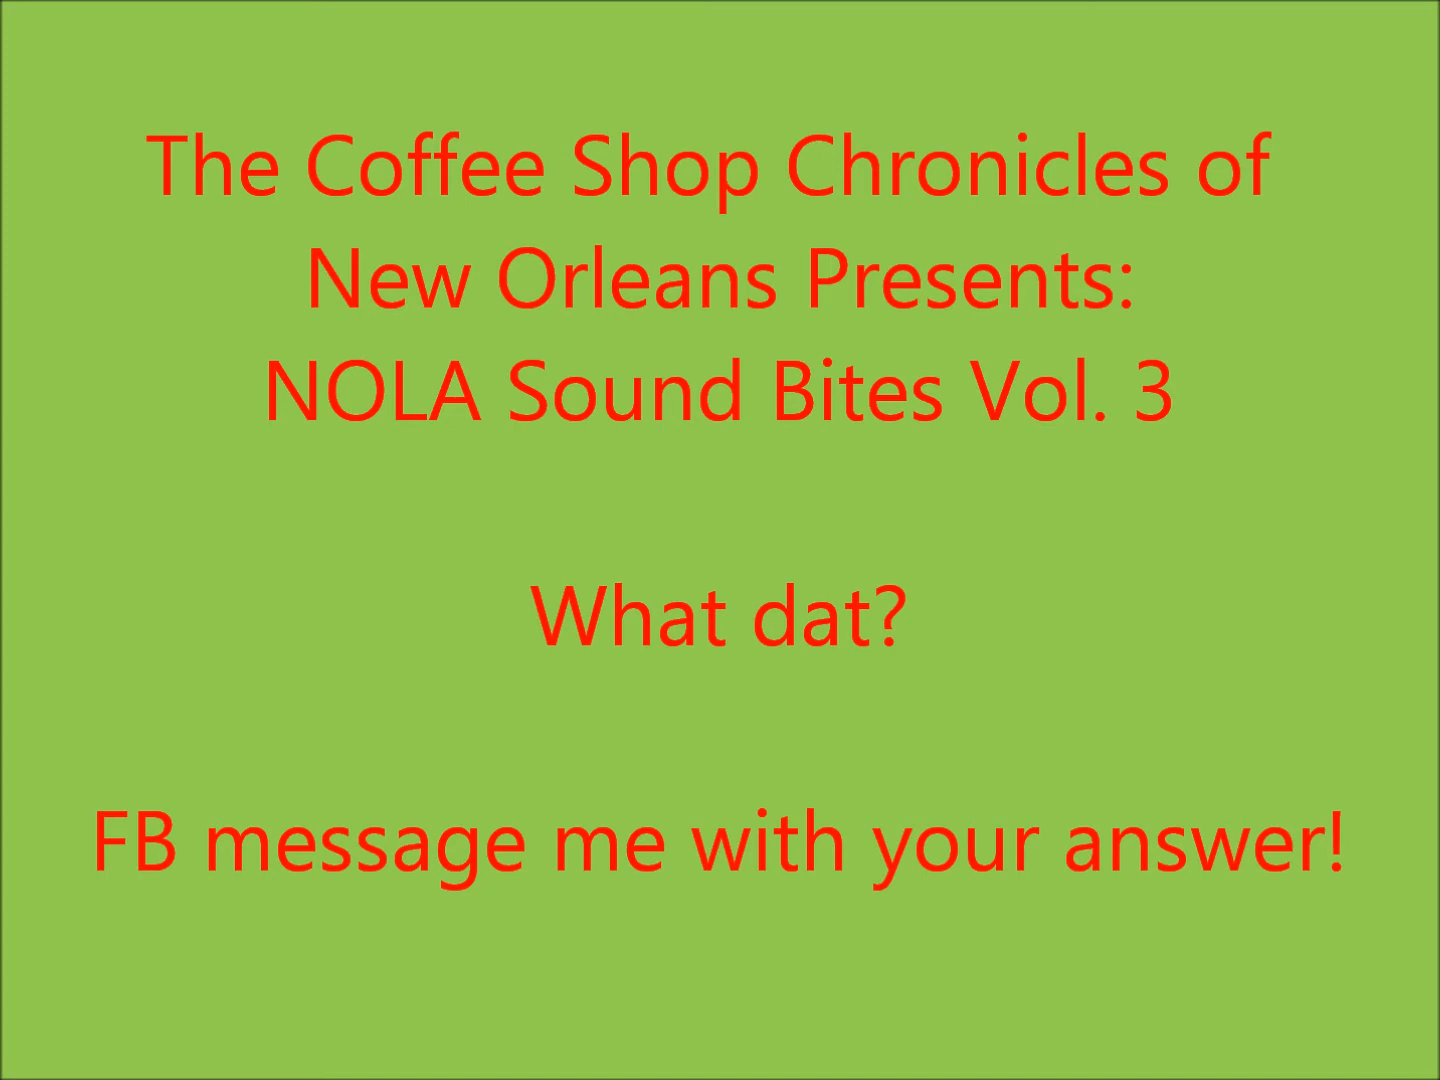 The Coffee Shop Chronicles of
New Orleans Presents:
NOLA Sound Bites Vol. 3
What dat?
FB message me with your answer!